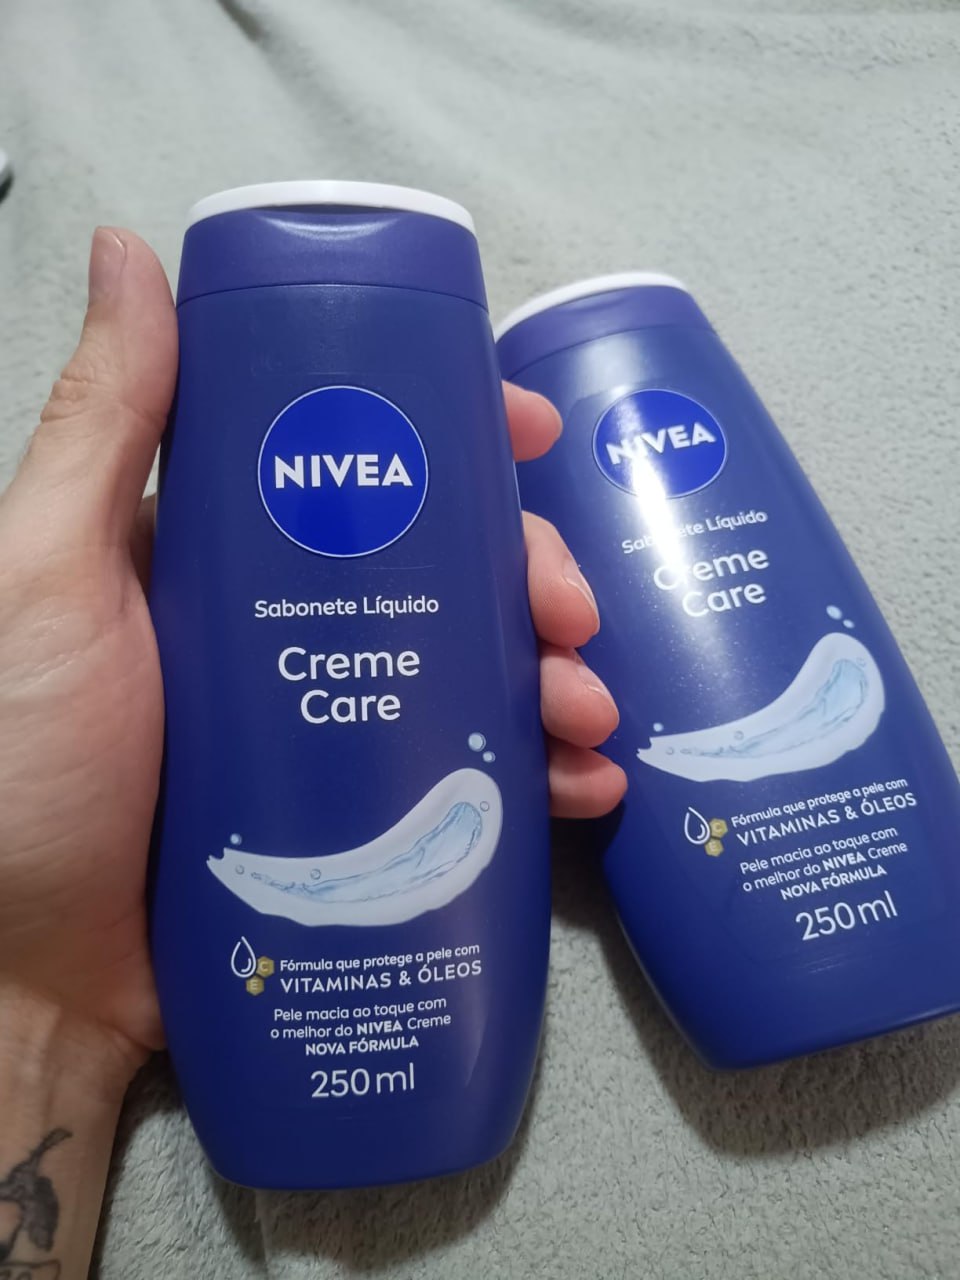 NIVEA
Sabonete Líquido
Creme
Care
C
E
Fórmula que protege a pele com
VITAMINAS & ÓLEOS
Pele macia ao toque com
o melhor do NIVEA Creme
NOVA FÓRMULA
250ml
NIVEA
Sabonete Líquido
Creme
Care
C
E
Fórmula que protege a pele com
VITAMINAS & ÓLEOS
Pele macia ao toque com
o melhor do NIVEA Creme
NOVA FÓRMULA
250ml